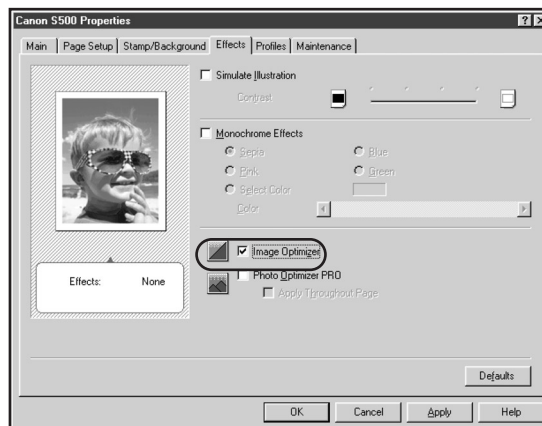 Canon S500 Properties
Main Page Setup Stamp/Background Effects Profiles Maintenance
Simulate Illustration
Contrast
Monochrome Effects
Sepia Blue
Pink Green
Select Color
Color
Image Optimizer
Photo Optimizer PRO
Apply Throughout Page
Effects: None
Defaults
OK Cancel Apply Help